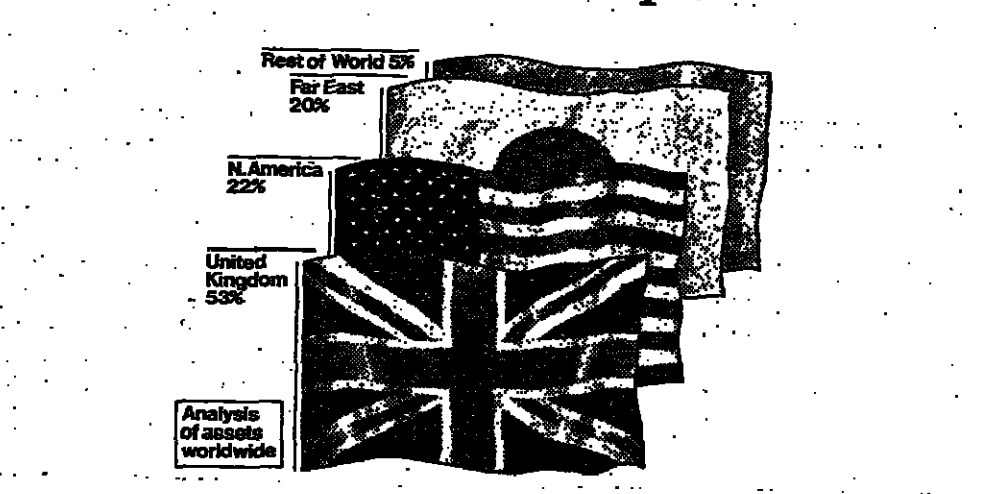 Rest of World 5%
Far East
20%
N.America
22%
United
Kingdom
53%
Analysis
of assets
worldwide